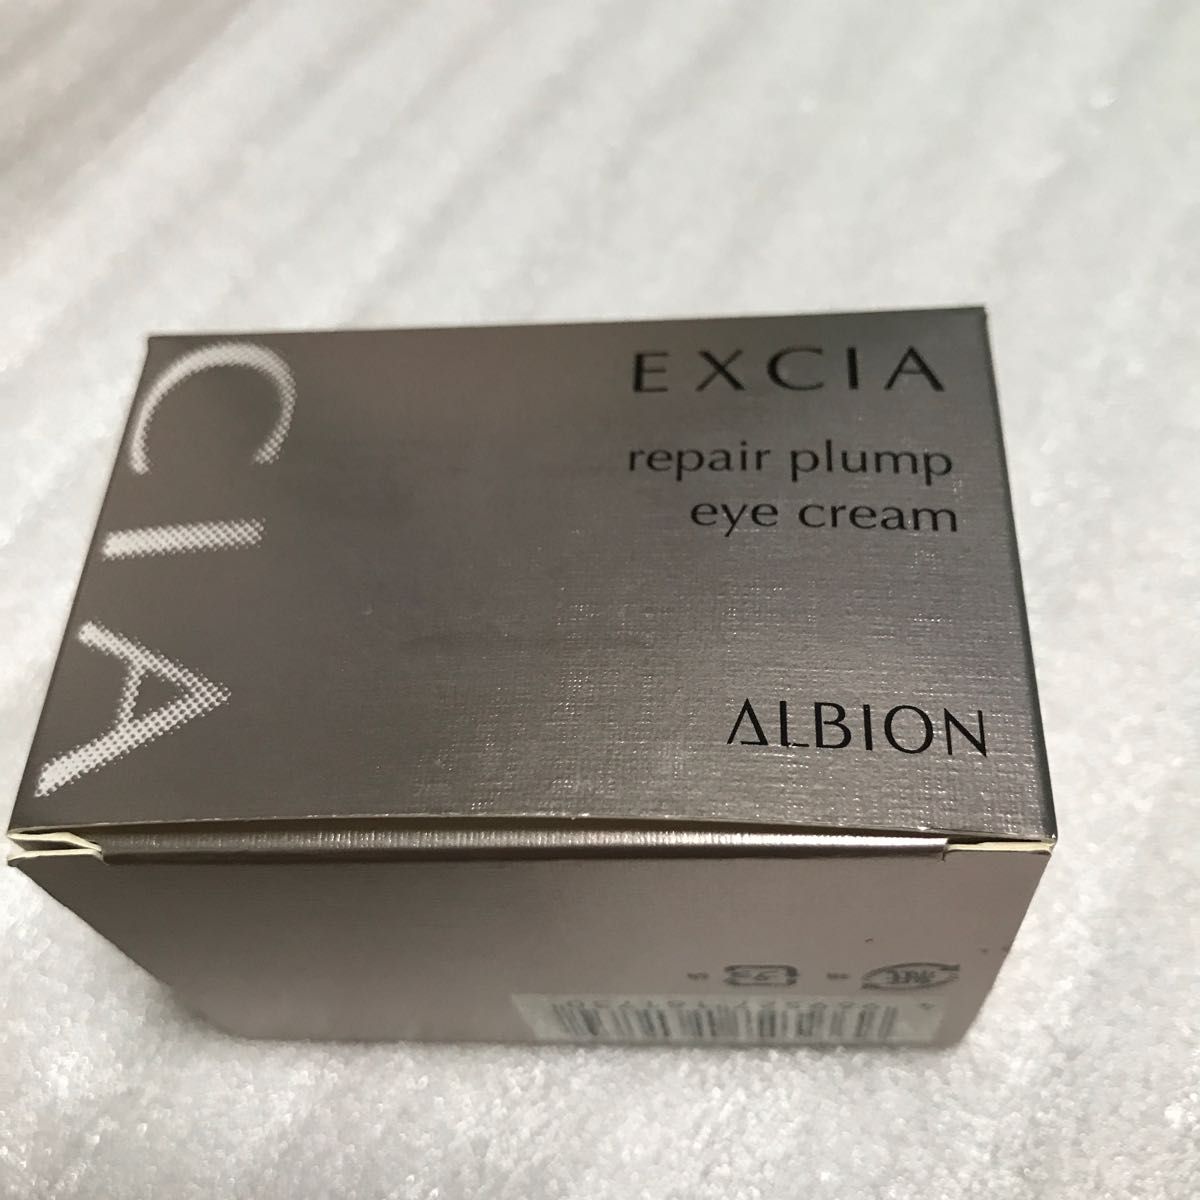 EXCIA
repair plump
eye cream
ALBION
CIA